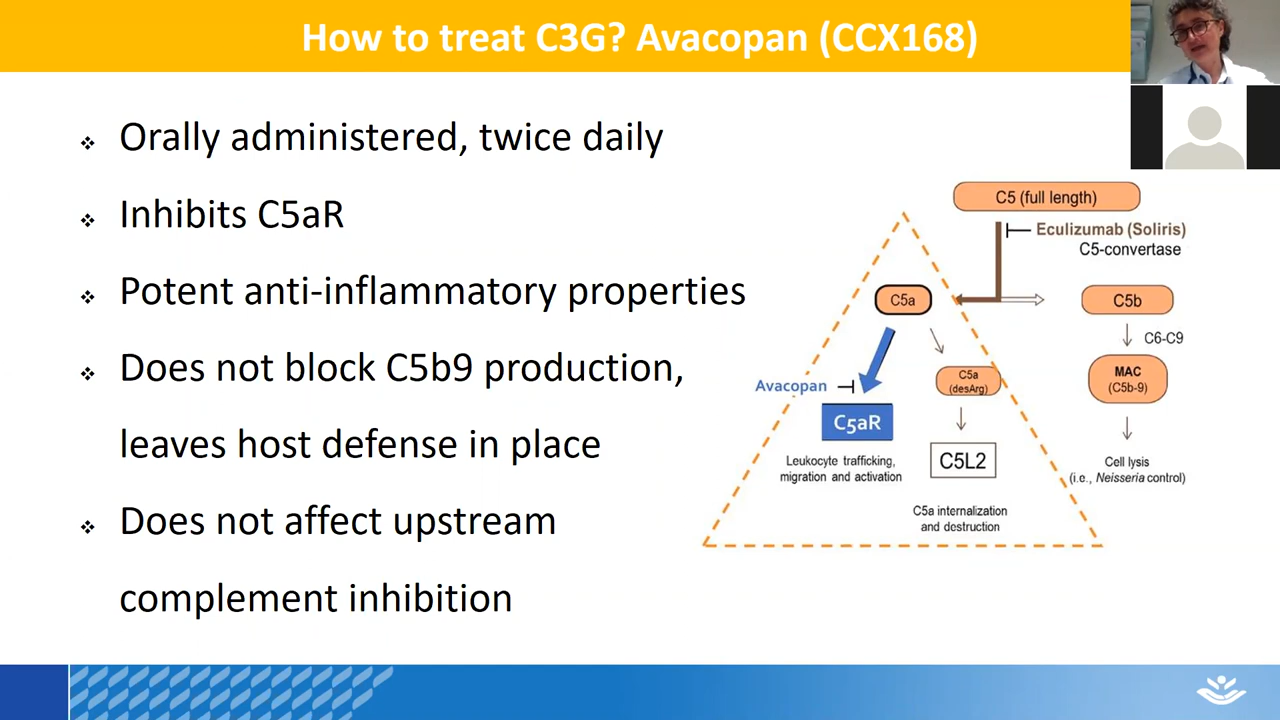 How to treat C3G? Avacopan (CCX168)
Orally administered, twice daily
Inhibits C5aR
Potent anti-inflammatory properties
Does not block C5b9 production,
leaves host defense in place
Does not affect upstream
complement inhibition
C5 (full length)
Eculizumab (Soliris)
C5-convertase
C5a
C5b
C6-C9
Avacopan
C5a
(desArg)
MAC
(C5b-9)
C5aR
C5L2
Leukocyte trafficking,
migration and activation
Cell lysis
(i.e., Neisseria control)
C5a internalization
and destruction